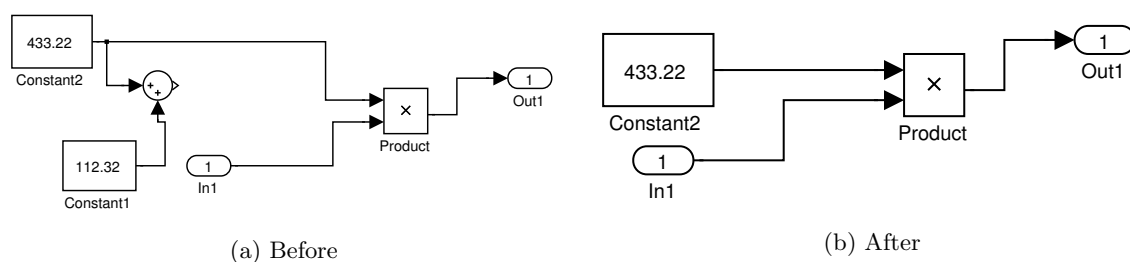 433.22
Constant2
+
+
112.32
Constant1
1
In1
×
Product
1
Out1
(a) Before
433.22
Constant2
1
In1
×
Product
1
Out1
(b) After